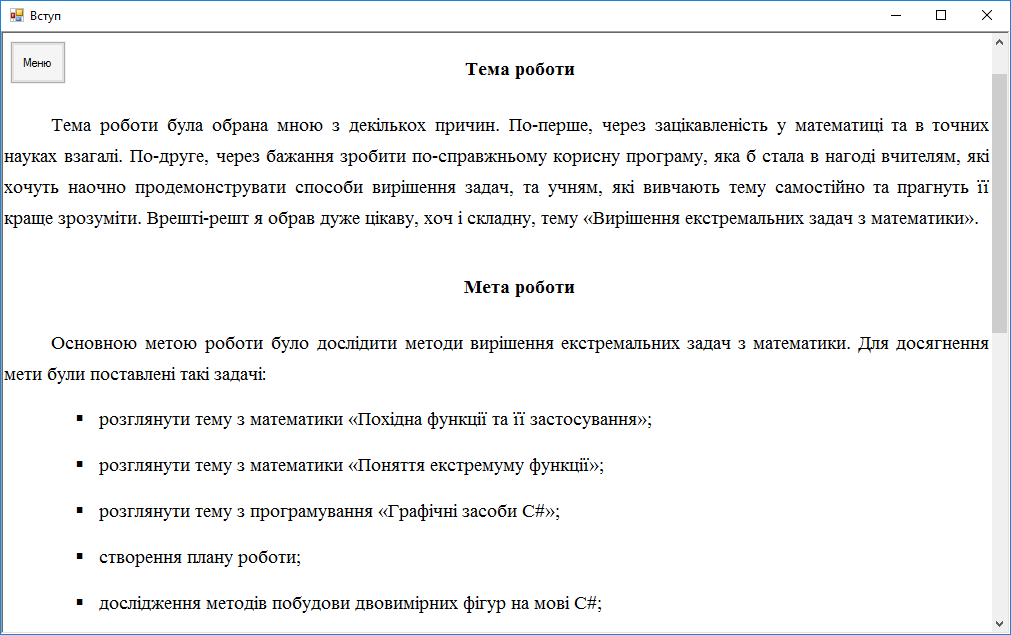 Вступ
Меню
Тема роботи
Тема роботи була обрана мною з декількох причин. По-перше, через зацікавленість у математиці та в точних
науках взагалі. По-друге, через бажання зробити по-справжньому корисну програму, яка б стала в нагоді вчителям, які
хочуть наочно продемонструвати способи вирішення задач, та учням, які вивчають тему самостійно та прагнуть її
краще зрозуміти. Врешті-решт я обрав дуже цікаву, хоч і складну, тему «Вирішення екстремальних задач з математики».
Мета роботи
Основною метою роботи було дослідити методи вирішення екстремальних задач з математики. Для досягнення
мети були поставлені такі задачі:
▪ розглянути тему з математики «Похідна функції та її застосування»;
▪ розглянути тему з математики «Поняття екстремуму функції»;
▪ розглянути тему з програмування «Графічні засоби C#»;
▪ створення плану роботи;
▪ дослідження методів побудови двовимірних фігур на мові C#;